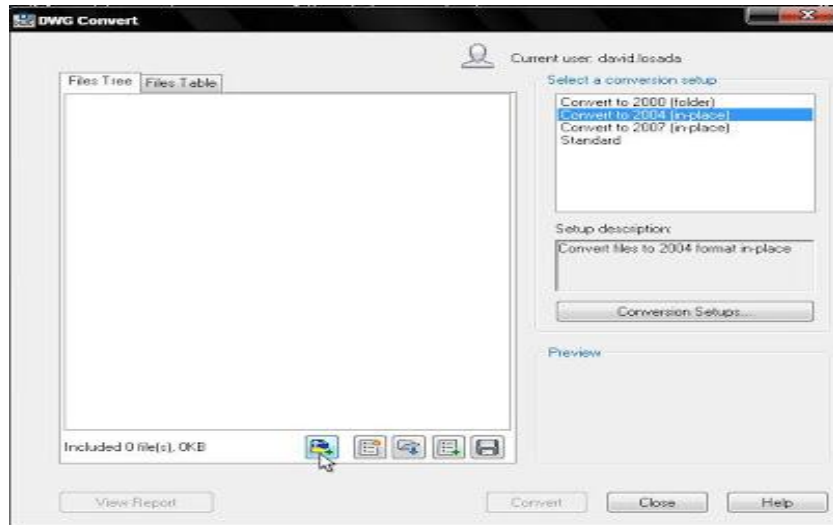 DWG Convert
Current user: david.losada
Files Tree
Files Table
Select a conversion setup
Convert to 2000 (folder)
Convert to 2004 (in-place)
Convert to 2007 (in-place)
Standard
Setup description:
Convert files to 2004 format in-place
Conversion Setups...
Preview
Included 0 file(s), 0KB
View Report
Convert
Close
Help